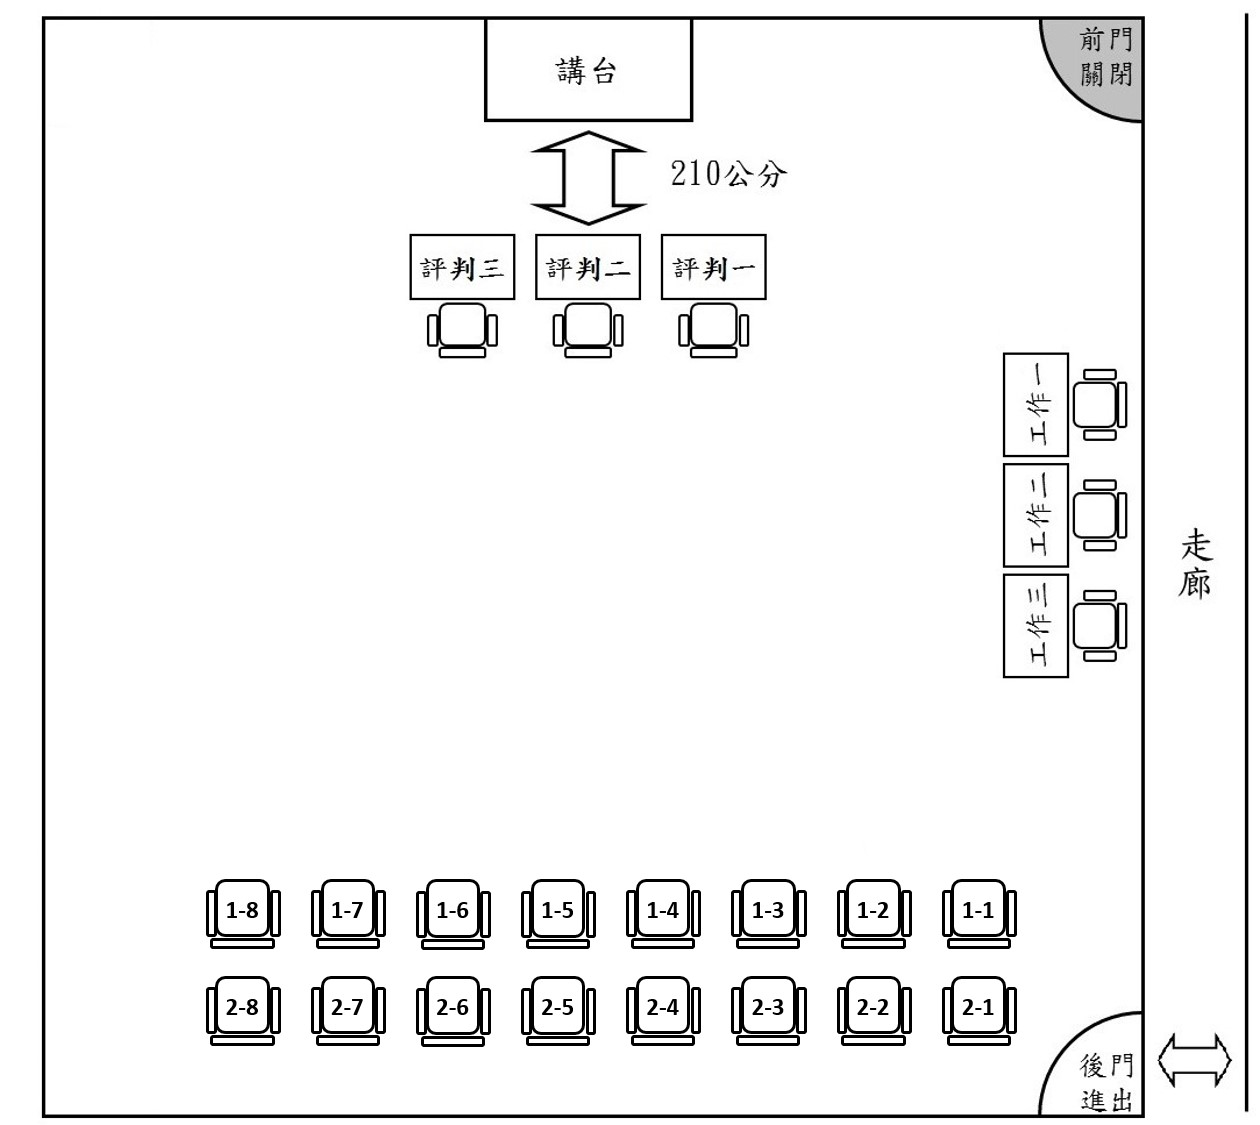 講台
前門
關閉
210公分
評判三
評判二
評判一
工作一
工作二
工作三
走廊
1-8
1-7
1-6
1-5
1-4
1-3
1-2
1-1
2-8
2-7
2-6
2-5
2-4
2-3
2-2
2-1
後門
進出